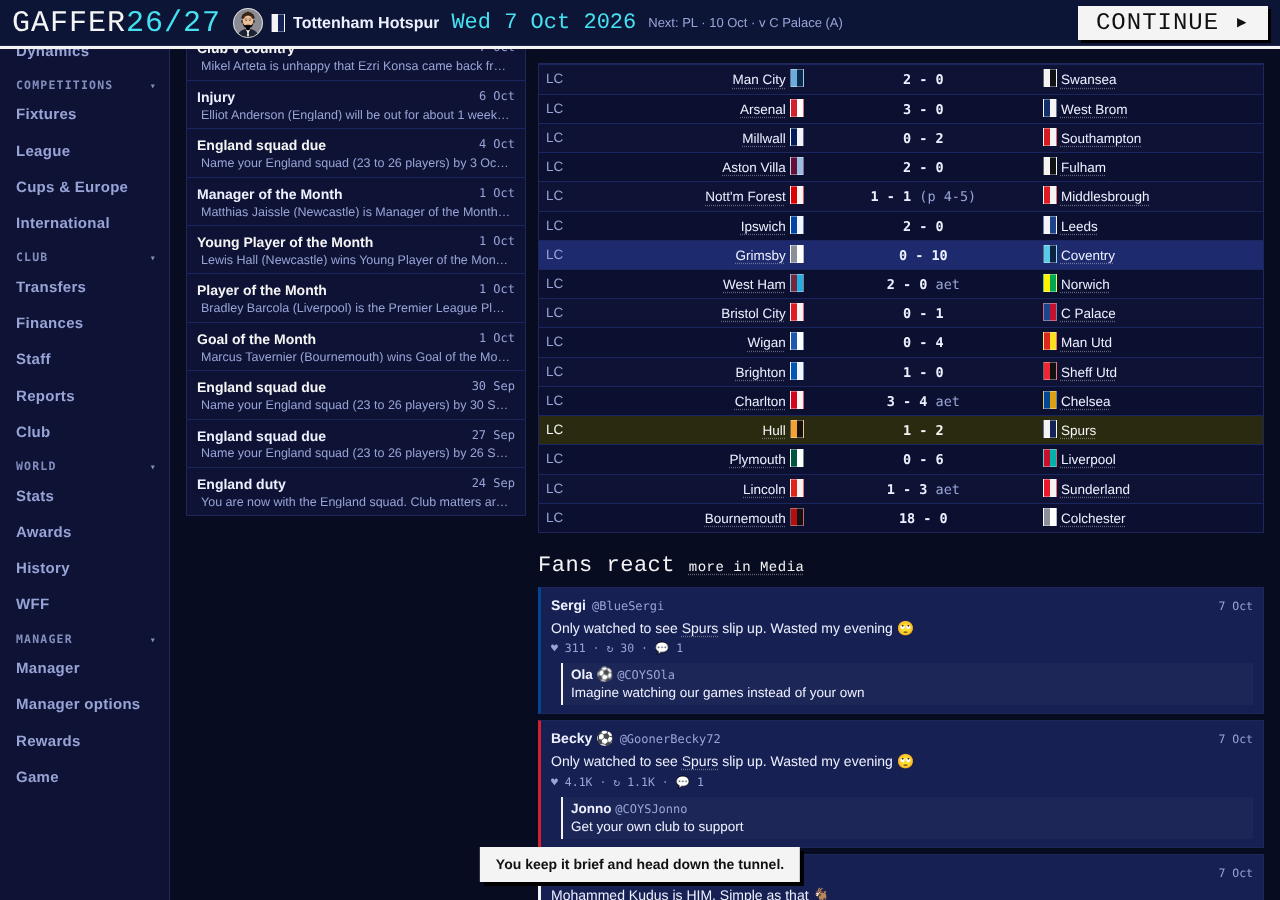 GAFFER26/27 Tottenham Hotspur Wed 7 Oct 2026 Next: PL · 10 Oct · v C Palace (A) CONTINUE ►
Dynamics
COMPETITIONS ▾
Fixtures
League
Cups & Europe
International
CLUB ▾
Transfers
Finances
Staff
Reports
Club
WORLD ▾
Stats
Awards
History
WFF
MANAGER ▾
Manager
Manager options
Rewards
Game
Club v country 7 Oct
Mikel Arteta is unhappy that Ezri Konsa came back fr…
Injury 6 Oct
Elliot Anderson (England) will be out for about 1 week…
England squad due 4 Oct
Name your England squad (23 to 26 players) by 3 Oc…
Manager of the Month 1 Oct
Matthias Jaissle (Newcastle) is Manager of the Month…
Young Player of the Month 1 Oct
Lewis Hall (Newcastle) wins Young Player of the Mon…
Player of the Month 1 Oct
Bradley Barcola (Liverpool) is the Premier League Pl…
Goal of the Month 1 Oct
Marcus Tavernier (Bournemouth) wins Goal of the Mo…
England squad due 30 Sep
Name your England squad (23 to 26 players) by 30 S…
England squad due 27 Sep
Name your England squad (23 to 26 players) by 26 S…
England duty 24 Sep
You are now with the England squad. Club matters ar…
LC Man City 2 - 0 Swansea
LC Arsenal 3 - 0 West Brom
LC Millwall 0 - 2 Southampton
LC Aston Villa 2 - 0 Fulham
LC Nott'm Forest 1 - 1 (p 4-5) Middlesbrough
LC Ipswich 2 - 0 Leeds
LC Grimsby 0 - 10 Coventry
LC West Ham 2 - 0 aet Norwich
LC Bristol City 0 - 1 C Palace
LC Wigan 0 - 4 Man Utd
LC Brighton 1 - 0 Sheff Utd
LC Charlton 3 - 4 aet Chelsea
LC Hull 1 - 2 Spurs
LC Plymouth 0 - 6 Liverpool
LC Lincoln 1 - 3 aet Sunderland
LC Bournemouth 18 - 0 Colchester
Fans react more in Media
Sergi @BlueSergi 7 Oct
Only watched to see Spurs slip up. Wasted my evening 🙄
♥ 311 · ↻ 30 · 💬 1
Ola ⚽ @COYSOla
Imagine watching our games instead of your own
Becky ⚽ @GoonerBecky72 7 Oct
Only watched to see Spurs slip up. Wasted my evening 🙄
♥ 4.1K · ↻ 1.1K · 💬 1
Jonno @COYSJonno
Get your own club to support
You keep it brief and head down the tunnel.
7 Oct
Mohammed Kudus is HIM. Simple as that 🐐